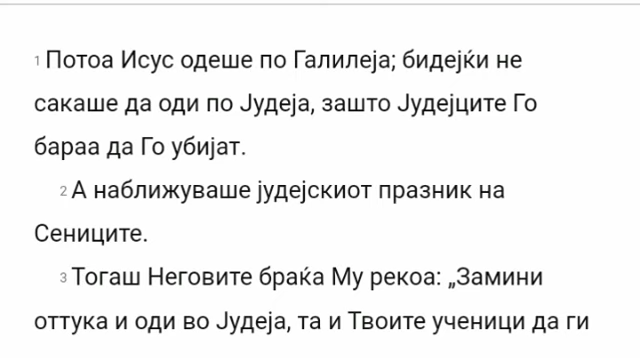 1 Потоа Исус одеше по Галилеја; бидејќи не
сакаше да оди по Јудеја, зашто Јудејците Го
бараа да Го убијат.
2 А наближуваше јудејскиот празник на
Сениците.
3 Тогаш Неговите браќа Му рекоа: „Замини
оттука и оди во Јудеја, та и Твоите ученици да ги